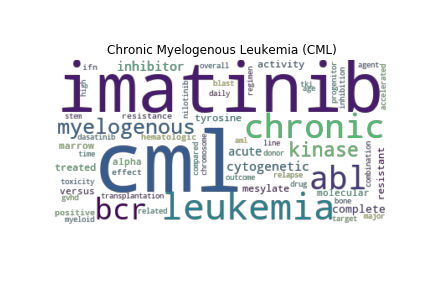 Chronic Myelogenous Leukemia (CML)
ifn
inhibitor
overall
activity
agent
imatinib
high
nilotinib
blast
daily
regimen
tki
age
progenitor
inhibition
accelerated
stem
resistance
tyrosine
chronic
myelogenous
cml
dasatinib
hematologic
aml
line
marrow
time
compared
chromosome
acute
donor
kinase
combination
resistant
treated
alpha
effect
cytogenetic
outcome
relapse
abl
toxicity
versus
mesylate
drug
molecular
gvhd
transplantation
bone
positive
bcr
related
leukemia
complete
myeloid
target
major